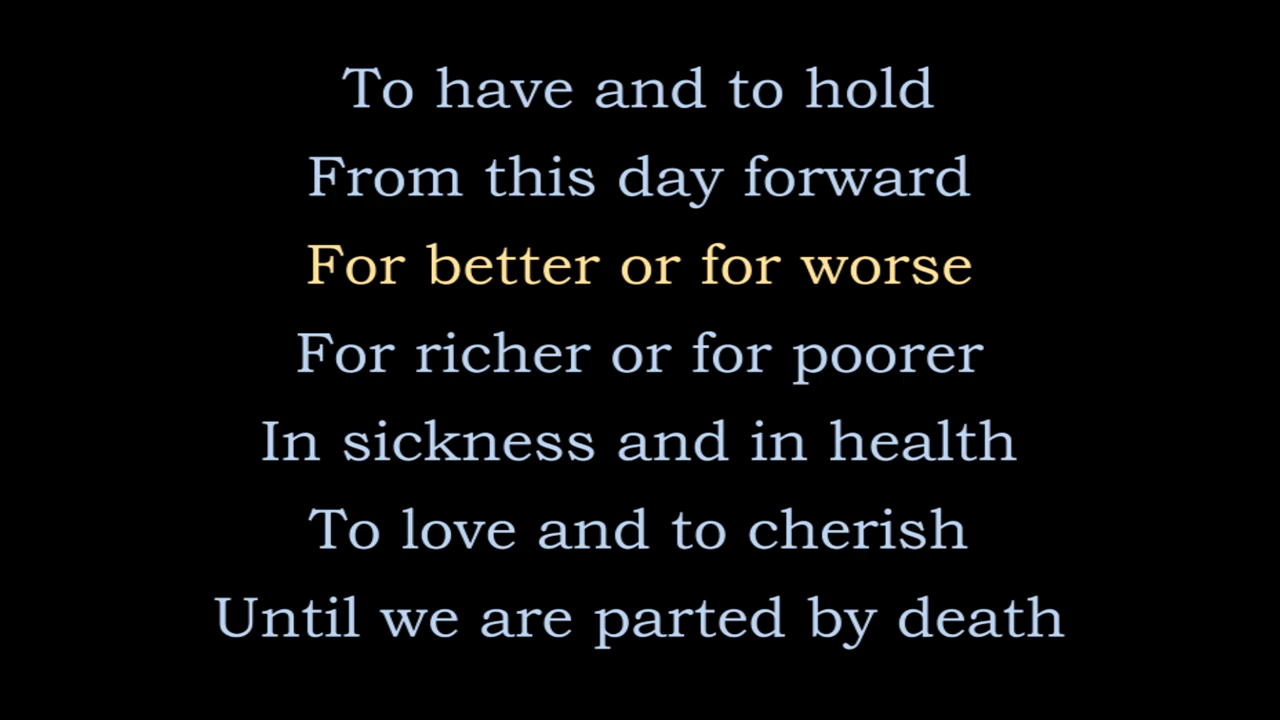 To have and to hold
From this day forward
For better or for worse
For richer or for poorer
In sickness and in health
To love and to cherish
Until we are parted by death